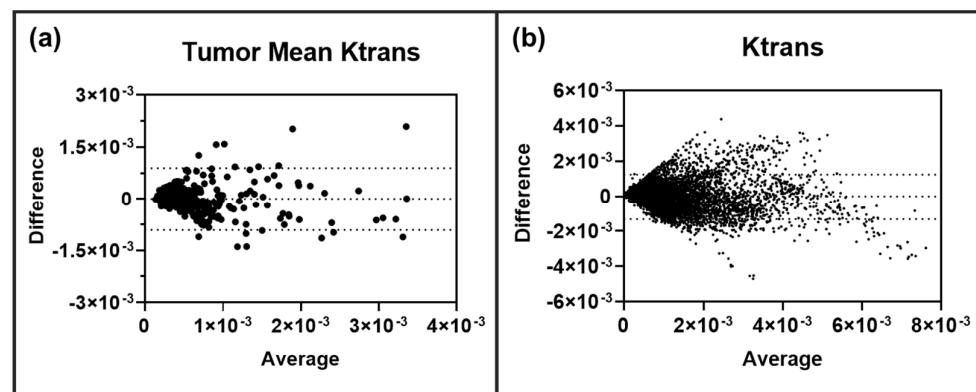 (a)
Tumor Mean Ktrans
3×10⁻³
1.5×10⁻³
0
-1.5×10⁻³
-3×10⁻³
Difference
0 1×10⁻³ 2×10⁻³ 3×10⁻³ 4×10⁻³
Average
(b)
Ktrans
6×10⁻³
4×10⁻³
2×10⁻³
0
-2×10⁻³
-4×10⁻³
-6×10⁻³
Difference
0 2×10⁻³ 4×10⁻³ 6×10⁻³ 8×10⁻³
Average